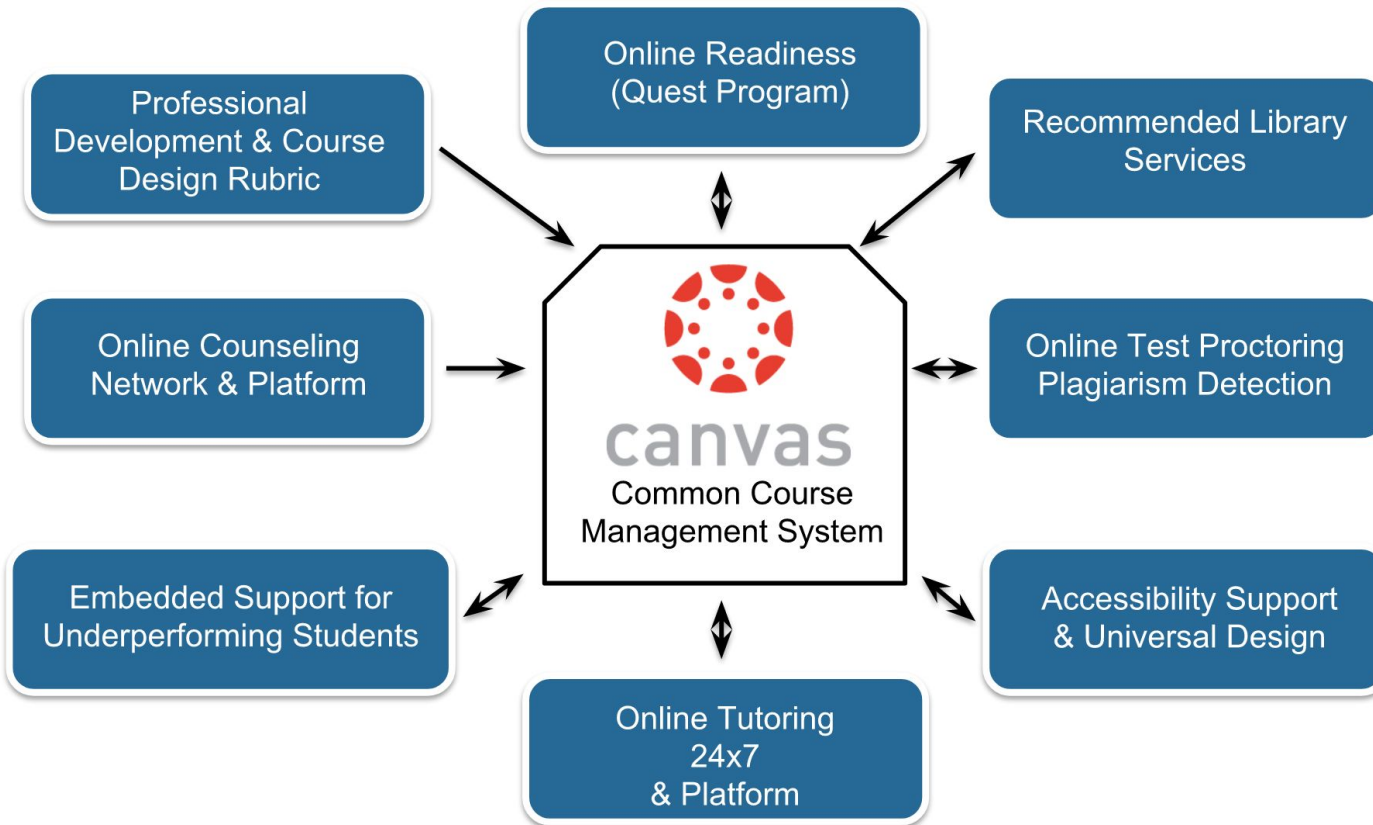 Online Readiness
(Quest Program)
Professional
Development & Course
Design Rubric
Recommended Library
Services
Online Counseling
Network & Platform
canvas
Common Course
Management System
Online Test Proctoring
Plagiarism Detection
Embedded Support for
Underperforming Students
Accessibility Support
& Universal Design
Online Tutoring
24x7
& Platform